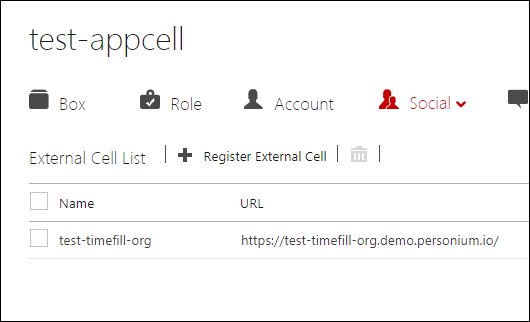 test-appcell
Box Role Account Social
External Cell List Register External Cell
Name URL
test-timefill-org https://test-timefill-org.demo.personium.io/